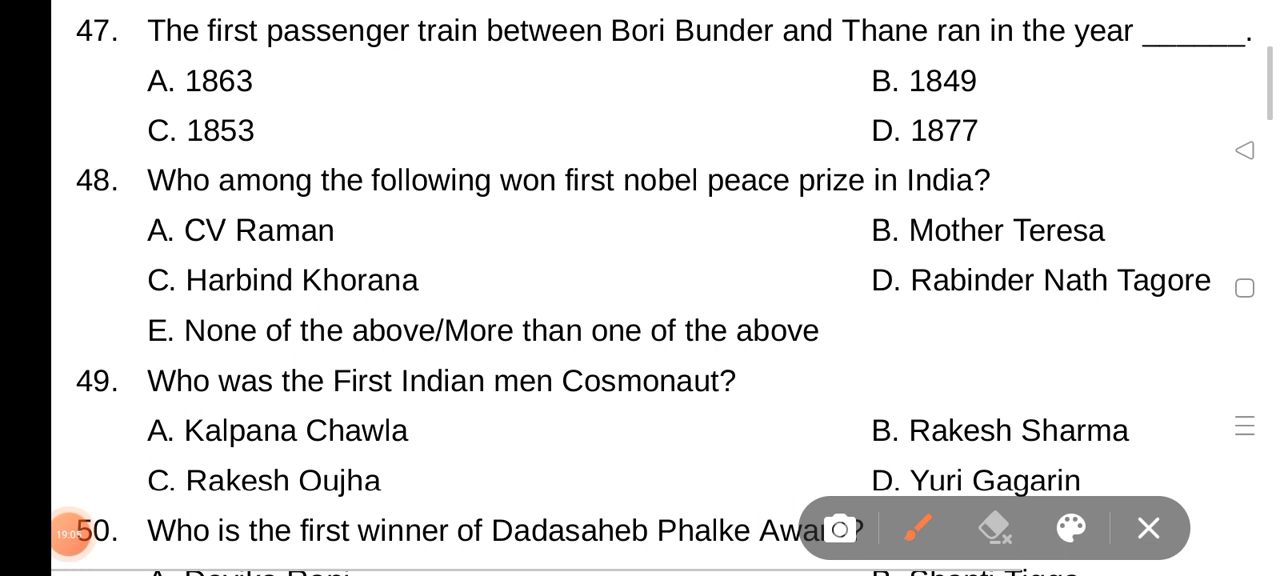 47. The first passenger train between Bori Bunder and Thane ran in the year ______.
A. 1863 B. 1849
C. 1853 D. 1877
48. Who among the following won first nobel peace prize in India?
A. CV Raman B. Mother Teresa
C. Harbind Khorana D. Rabinder Nath Tagore
E. None of the above/More than one of the above
49. Who was the First Indian men Cosmonaut?
A. Kalpana Chawla B. Rakesh Sharma
C. Rakesh Oujha D. Yuri Gagarin
19:05
50. Who is the first winner of Dadasaheb Phalke Award?